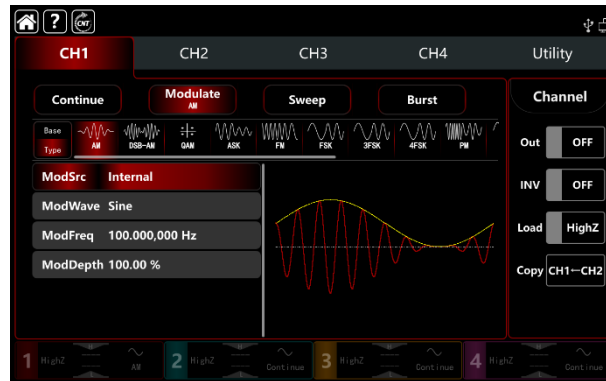 ? CNT
CH1 CH2 CH3 CH4 Utility
Continue Modulate Sweep Burst Channel
AM
Base
Type AM DSB-AM QAM ASK FM FSK 3FSK 4FSK PM
Out OFF
ModSrc Internal
INV OFF
ModWave Sine
Load HighZ
ModFreq 100.000,000 Hz
ModDepth 100.00 %
Copy CH1←CH2
1 HighZ AM 2 HighZ Continue 3 HighZ Continue 4 HighZ Continue